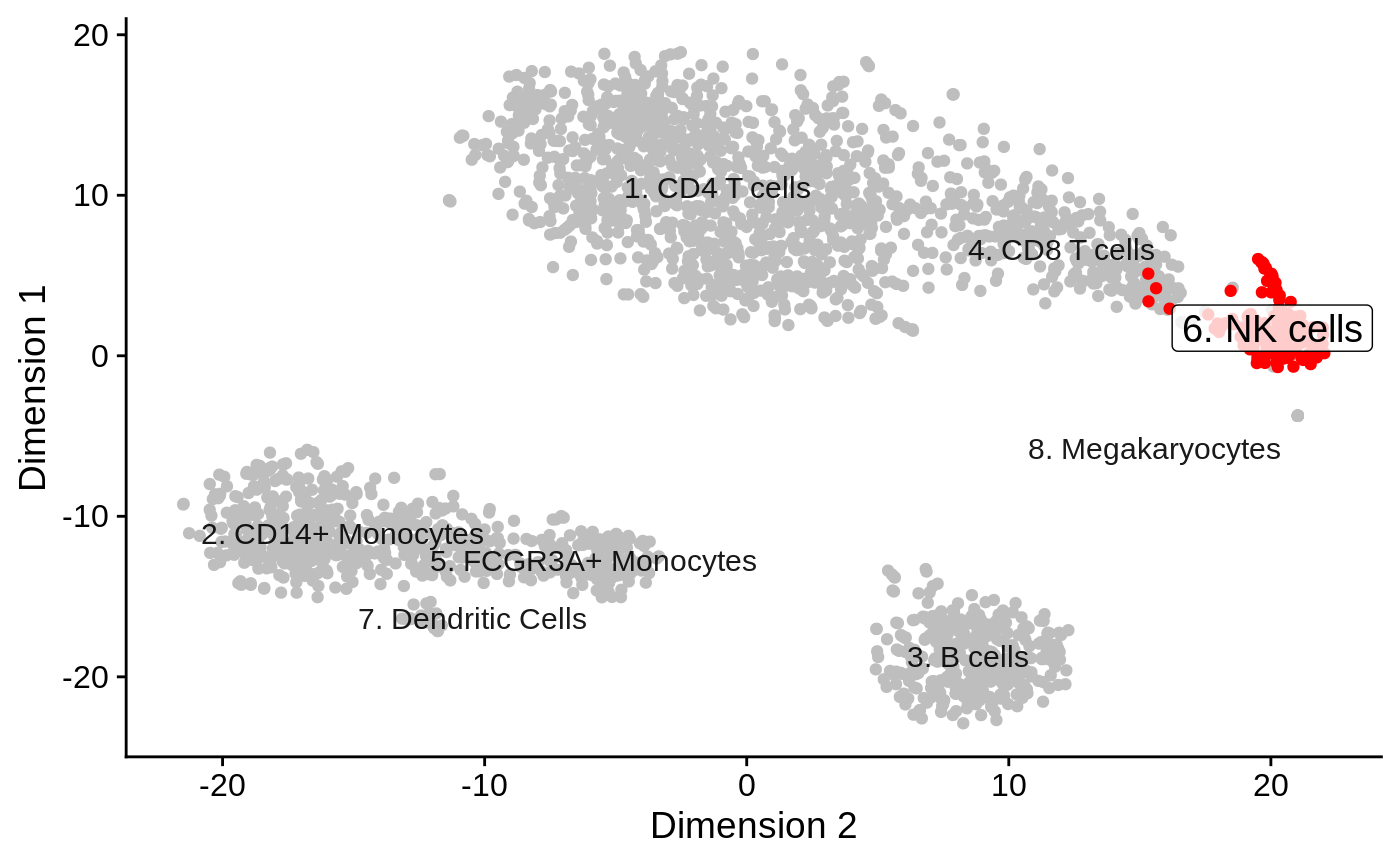 20
10
0
-10
-20
Dimension 1
1. CD4 T cells
4. CD8 T cells
6. NK cells
8. Megakaryocytes
2. CD14+ Monocytes
5. FCGR3A+ Monocytes
7. Dendritic Cells
3. B cells
-20
-10
0
10
20
Dimension 2